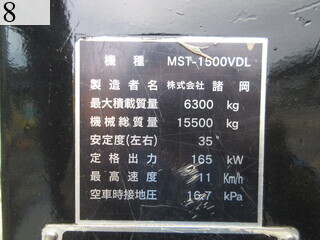 8
機種 MST-1500VDL
製造者名 株式会社 諸岡
最大積載質量 6300 kg
機械総質量 15500 kg
安定度(左右) 35°
定格出力 165 kW
最高速度 11 Km/h
空車時接地圧 16.7 kPa